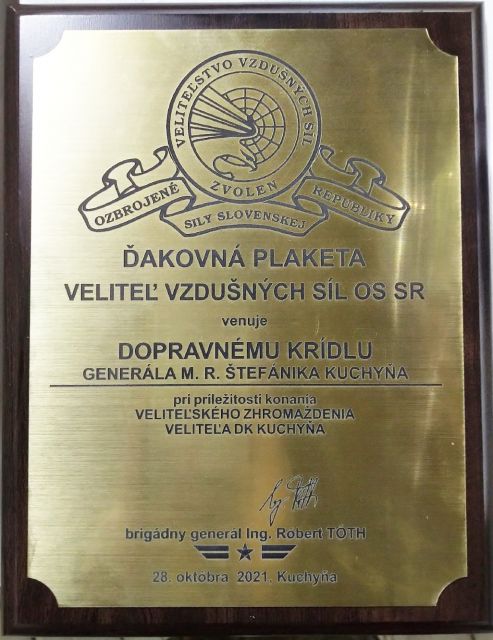 VELITEĽSTVO VZDUŠNÝCH SÍL
ZVOLEN
OZBROJENÉ SILY SLOVENSKEJ REPUBLIKY
ĎAKOVNÁ PLAKETA
VELITEĽ VZDUŠNÝCH SÍL OS SR
venuje
DOPRAVNÉMU KRÍDLU
GENERÁLA M. R. ŠTEFÁNIKA KUCHYŇA
pri príležitosti konania
VELITEĽSKÉHO ZHROMAŽDENIA
VELITEĽA DK KUCHYŇA
brigádny generál Ing. Róbert TÓTH
28. októbra 2021, Kuchyňa